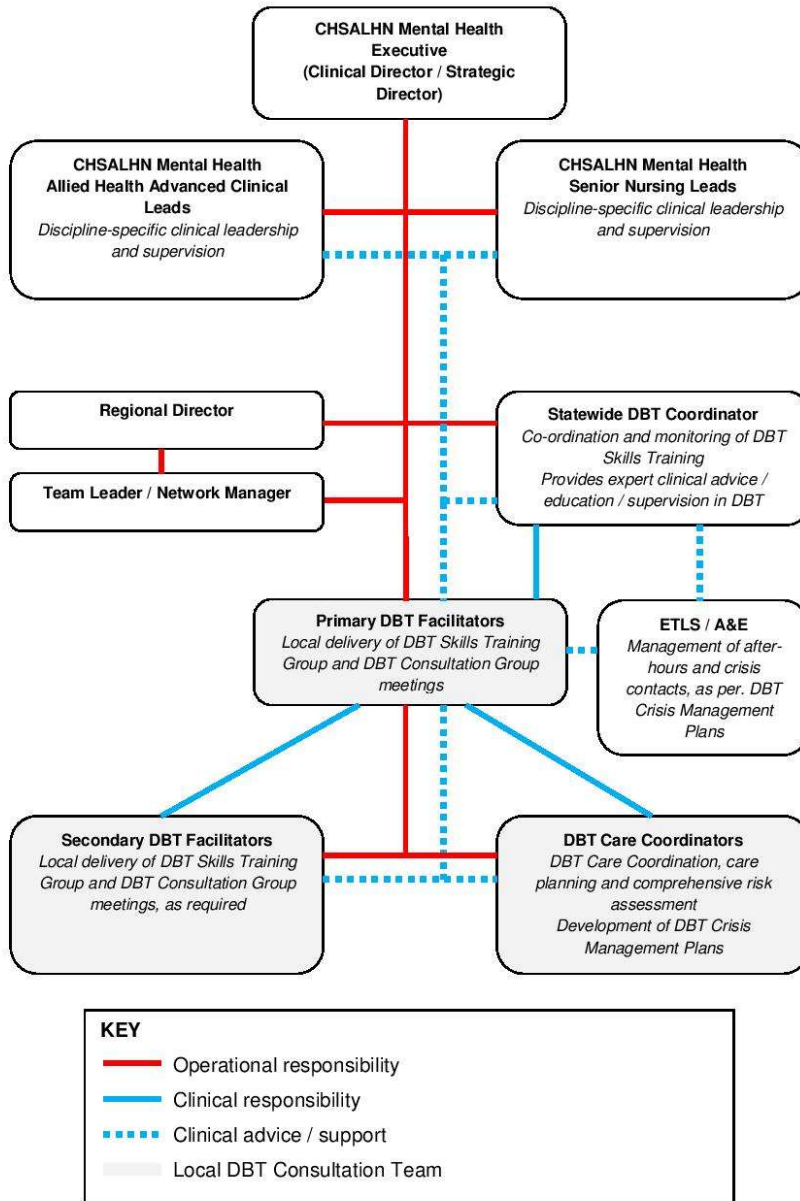 CHSALHN Mental Health
Executive
(Clinical Director / Strategic
Director)
CHSALHN Mental Health
Allied Health Advanced Clinical
Leads
Discipline-specific clinical leadership
and supervision
CHSALHN Mental Health
Senior Nursing Leads
Discipline-specific clinical leadership
and supervision
Regional Director
Team Leader / Network Manager
Statewide DBT Coordinator
Co-ordination and monitoring of DBT
Skills Training
Provides expert clinical advice /
education / supervision in DBT
Primary DBT Facilitators
Local delivery of DBT Skills Training
Group and DBT Consultation Group
meetings
ETLS / A&E
Management of after-
hours and crisis
contacts, as per. DBT
Crisis Management
Plans
Secondary DBT Facilitators
Local delivery of DBT Skills Training
Group and DBT Consultation Group
meetings, as required
DBT Care Coordinators
DBT Care Coordination, care
planning and comprehensive risk
assessment
Development of DBT Crisis
Management Plans
KEY
Operational responsibility
Clinical responsibility
Clinical advice / support
Local DBT Consultation Team